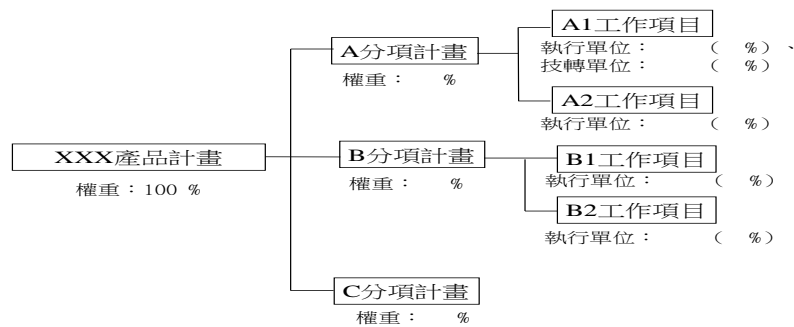 A1工作項目
執行單位：　　　(　%)、
技轉單位：　　　(　%)
A分項計畫
權重：　%
A2工作項目
執行單位：　　　(　%)
XXX產品計畫
權重：100 %
B分項計畫
權重：　%
B1工作項目
執行單位：　　　(　%)
B2工作項目
執行單位：　　　(　%)
C分項計畫
權重：　%